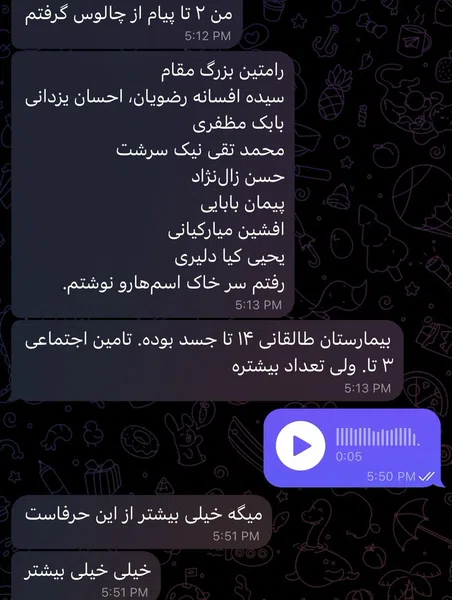 من ۲ تا پیام از چالوس گرفتم
5:12 PM
رامتین بزرگ مقام
سیده افسانه رضویان، احسان یزدانی
بابک مظفری
محمد تقی نیک سرشت
حسن زال‌نژاد
پیمان بابایی
افشین میارکیانی
یحیی کیا دلیری
رفتم سر خاک اسم‌هارو نوشتم.
5:13 PM
بیمارستان طالقانی ۱۴ تا جسد بوده. تامین اجتماعی
۳ تا. ولی تعداد بیشتره
5:13 PM
0:05
5:50 PM
میگه خیلی بیشتر از این حرفاست
5:51 PM
خیلی خیلی بیشتر
5:51 PM